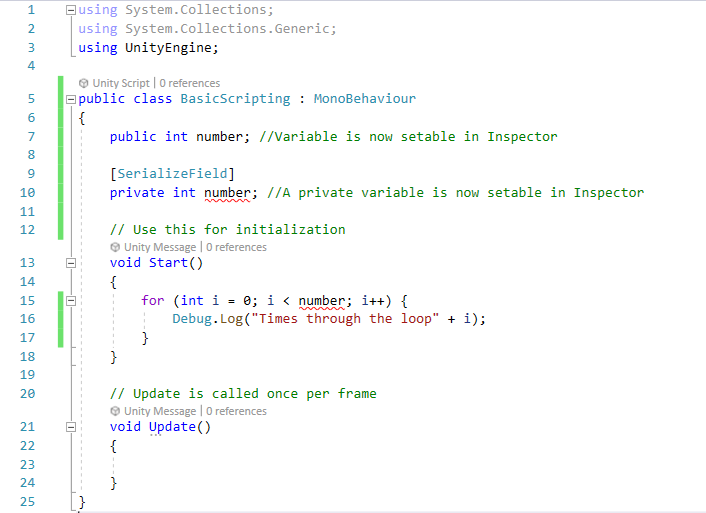 1 using System.Collections;
2 using System.Collections.Generic;
3 using UnityEngine;
4
Unity Script | 0 references
5 public class BasicScripting : MonoBehaviour
6 {
7 public int number; //Variable is now setable in Inspector
8
9 [SerializeField]
10 private int number; //A private variable is now setable in Inspector
11
12 // Use this for initialization
Unity Message | 0 references
13 void Start()
14 {
15 for (int i = 0; i < number; i++) {
16 Debug.Log("Times through the loop" + i);
17 }
18 }
19
20 // Update is called once per frame
Unity Message | 0 references
21 void Update()
22 {
23
24 }
25 }